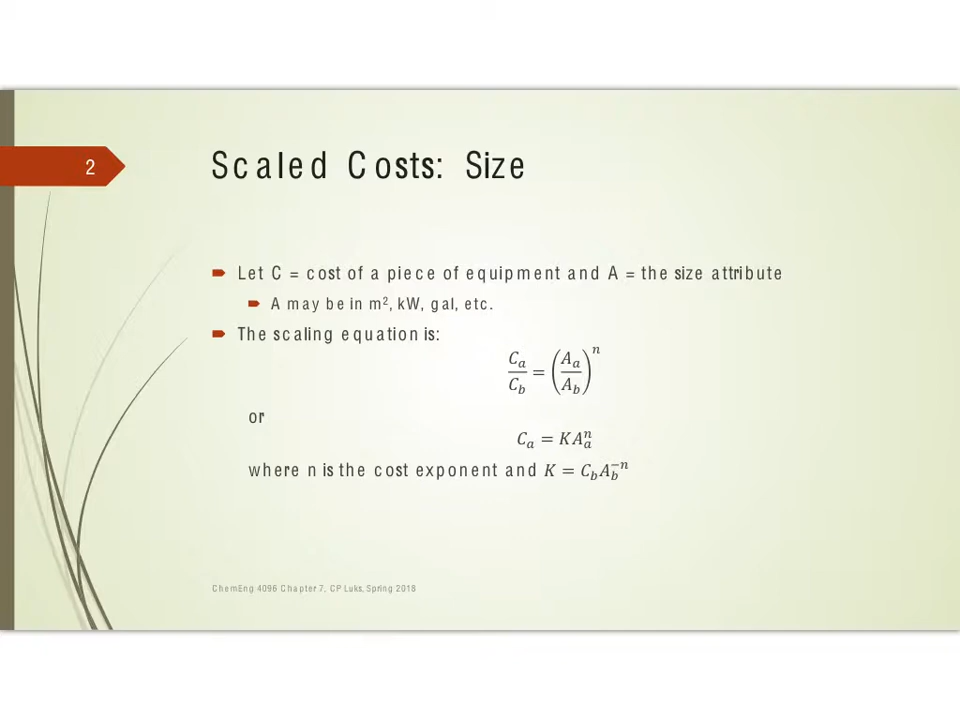 2
Scaled Costs: Size
Let C = cost of a piece of equipment and A = the size attribute
A may be in m², kW, gal, etc.
The scaling equation is:
C_a/C_b = (A_a/A_b)^n
or
C_a = KA_a^n
where n is the cost exponent and K = C_bA_b^{-n}
ChemEng 4096 Chapter 7, CP Luks, Spring 2018